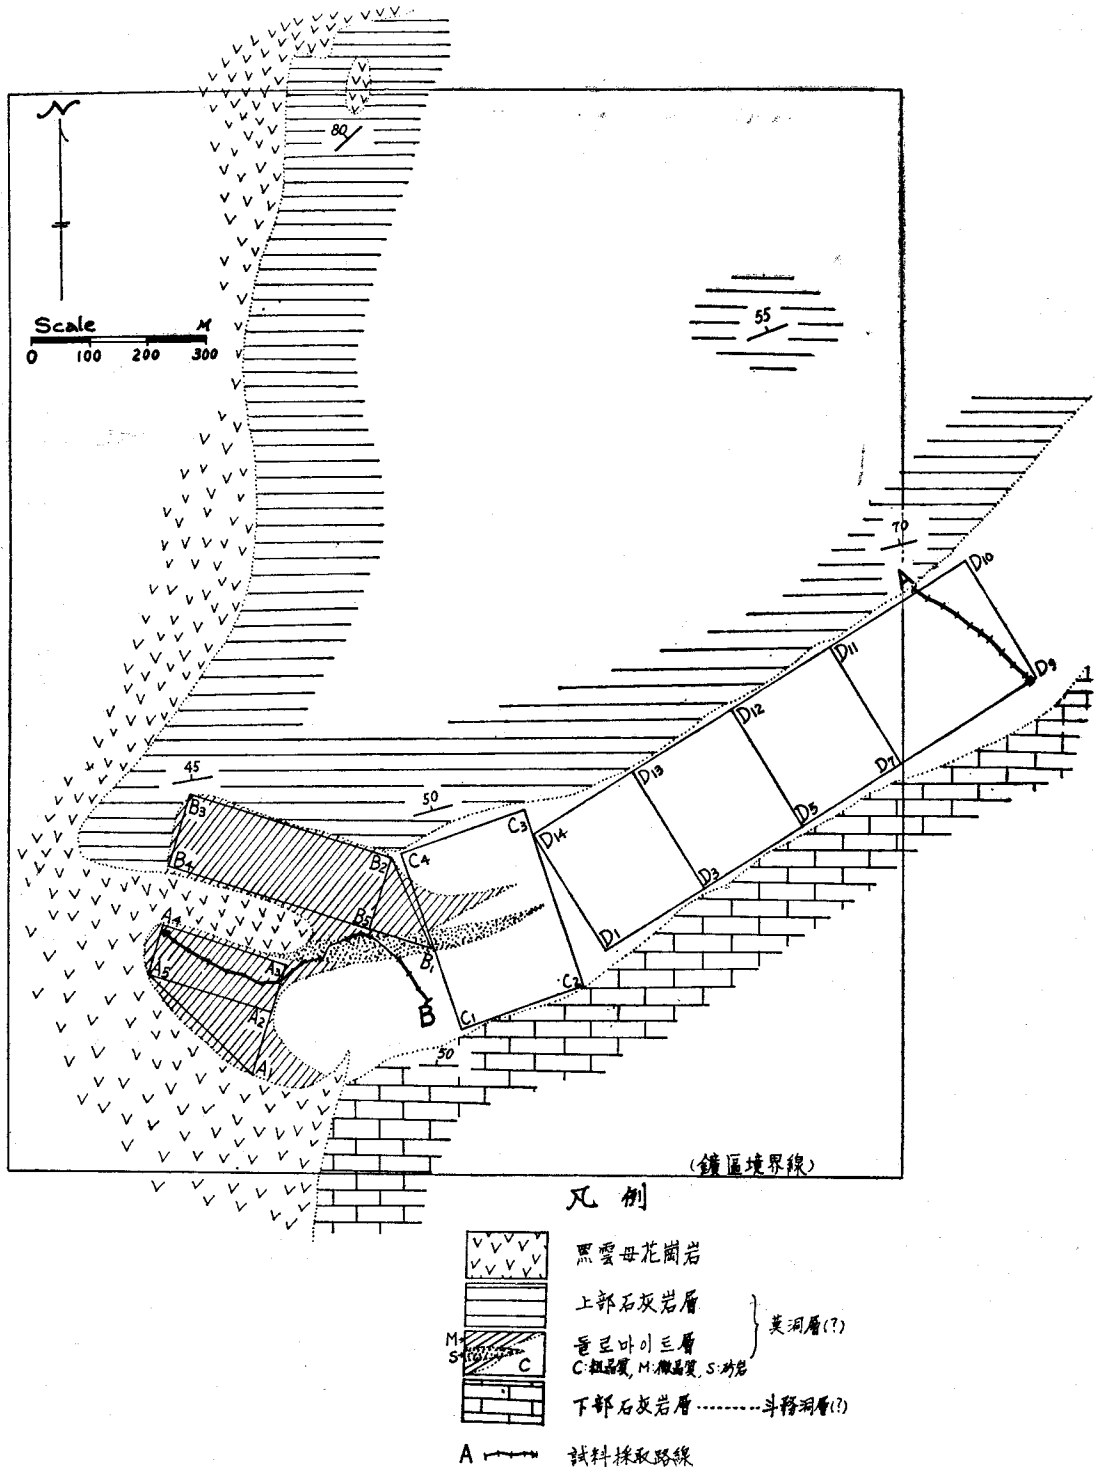 N
80
Scale M
0 100 200 300
55
70
A
D10
D9
D11
D12
D7
D13
D5
45
50
B3
C3
D14
C4
B2
B4
D3
A4
B5
D1
B1
A3
A5
C2
A2
B
C1
50
A1
(鑛區境界線)
凡例
黑雲母花崗岩
上部石灰岩層
莫洞層(?)
M
돌로마이트層
S
C
C:粗晶質, M:微晶質, S:砂岩
下部石灰岩層 ········· 斗務洞層(?)
A 試料採取路線